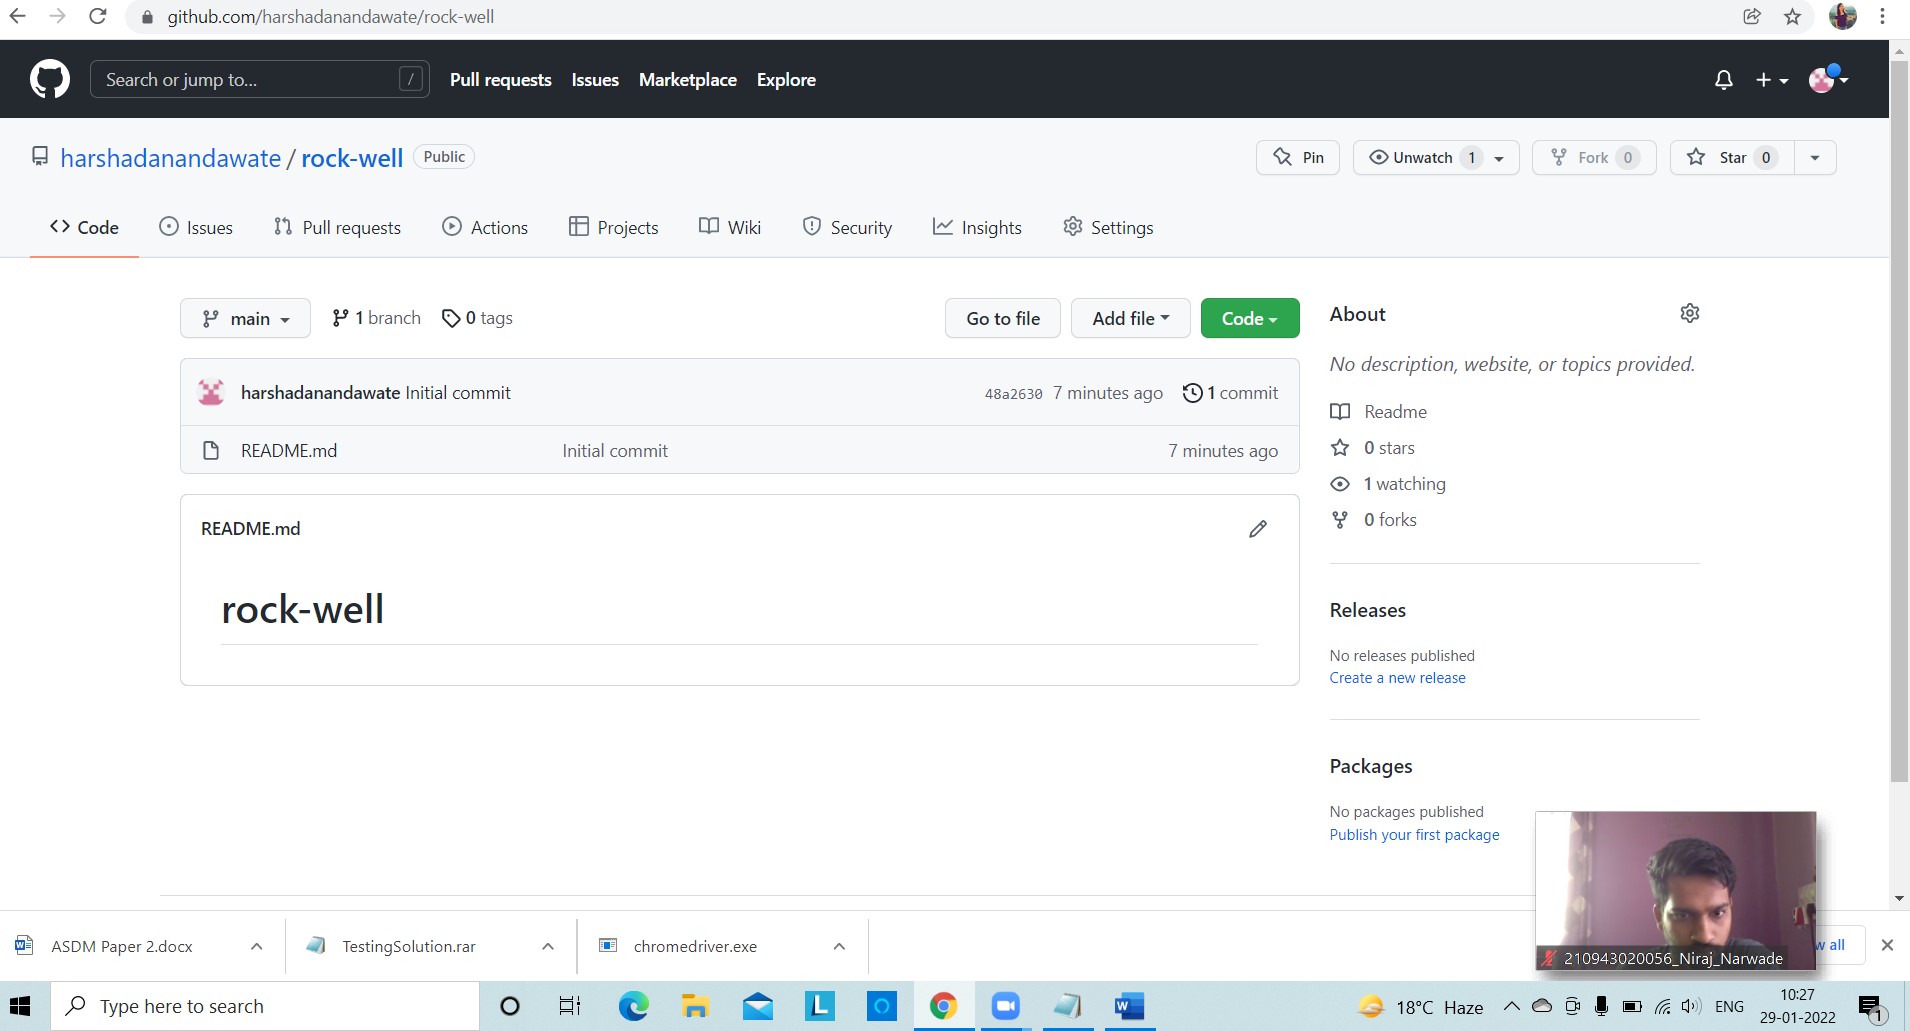 github.com/harshadanandawate/rock-well
Search or jump to... /
Pull requests Issues Marketplace Explore
harshadanandawate / rock-well Public
Pin Unwatch 1 Fork 0 Star 0
Code Issues Pull requests Actions Projects Wiki Security Insights Settings
main 1 branch 0 tags Go to file Add file Code
harshadanandawate Initial commit 48a2630 7 minutes ago 1 commit
README.md Initial commit 7 minutes ago
README.md
rock-well
About
No description, website, or topics provided.
Readme
0 stars
1 watching
0 forks
Releases
No releases published
Create a new release
Packages
No packages published
Publish your first package
210943020056_Niraj_Narwade
ASDM Paper 2.docx TestingSolution.rar chromedriver.exe all
Type here to search
18°C Haze ENG 10:27
29-01-2022
1